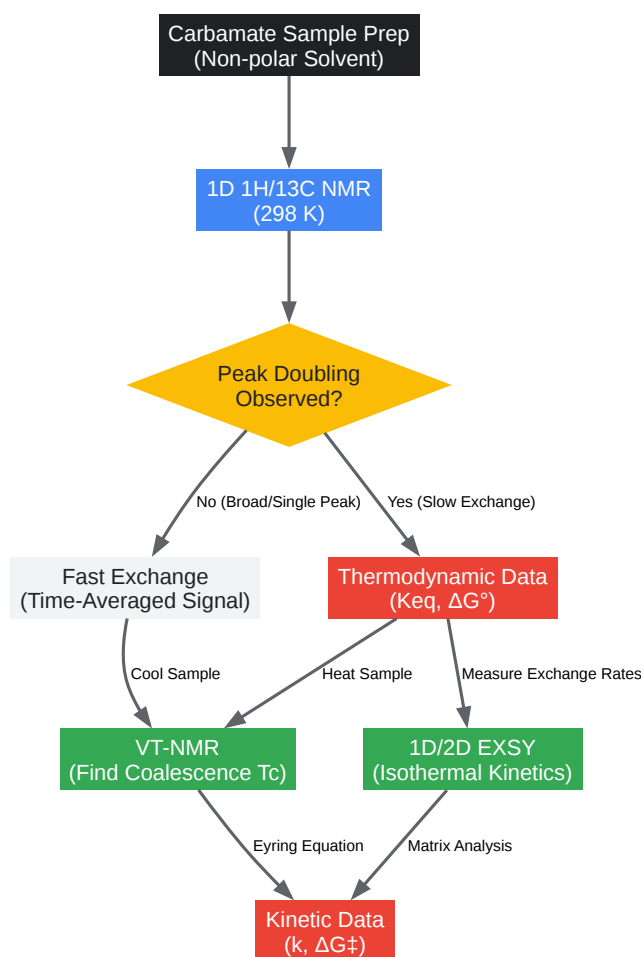 Carbamate Sample Prep
(Non-polar Solvent)
1D 1H/13C NMR
(298 K)
Peak Doubling
Observed?
No (Broad/Single Peak)
Yes (Slow Exchange)
Fast Exchange
(Time-Averaged Signal)
Thermodynamic Data
(Keq, ΔG°)
Cool Sample
Heat Sample
Measure Exchange Rates
VT-NMR
(Find Coalescence Tc)
1D/2D EXSY
(Isothermal Kinetics)
Eyring Equation
Matrix Analysis
Kinetic Data
(k, ΔG‡)